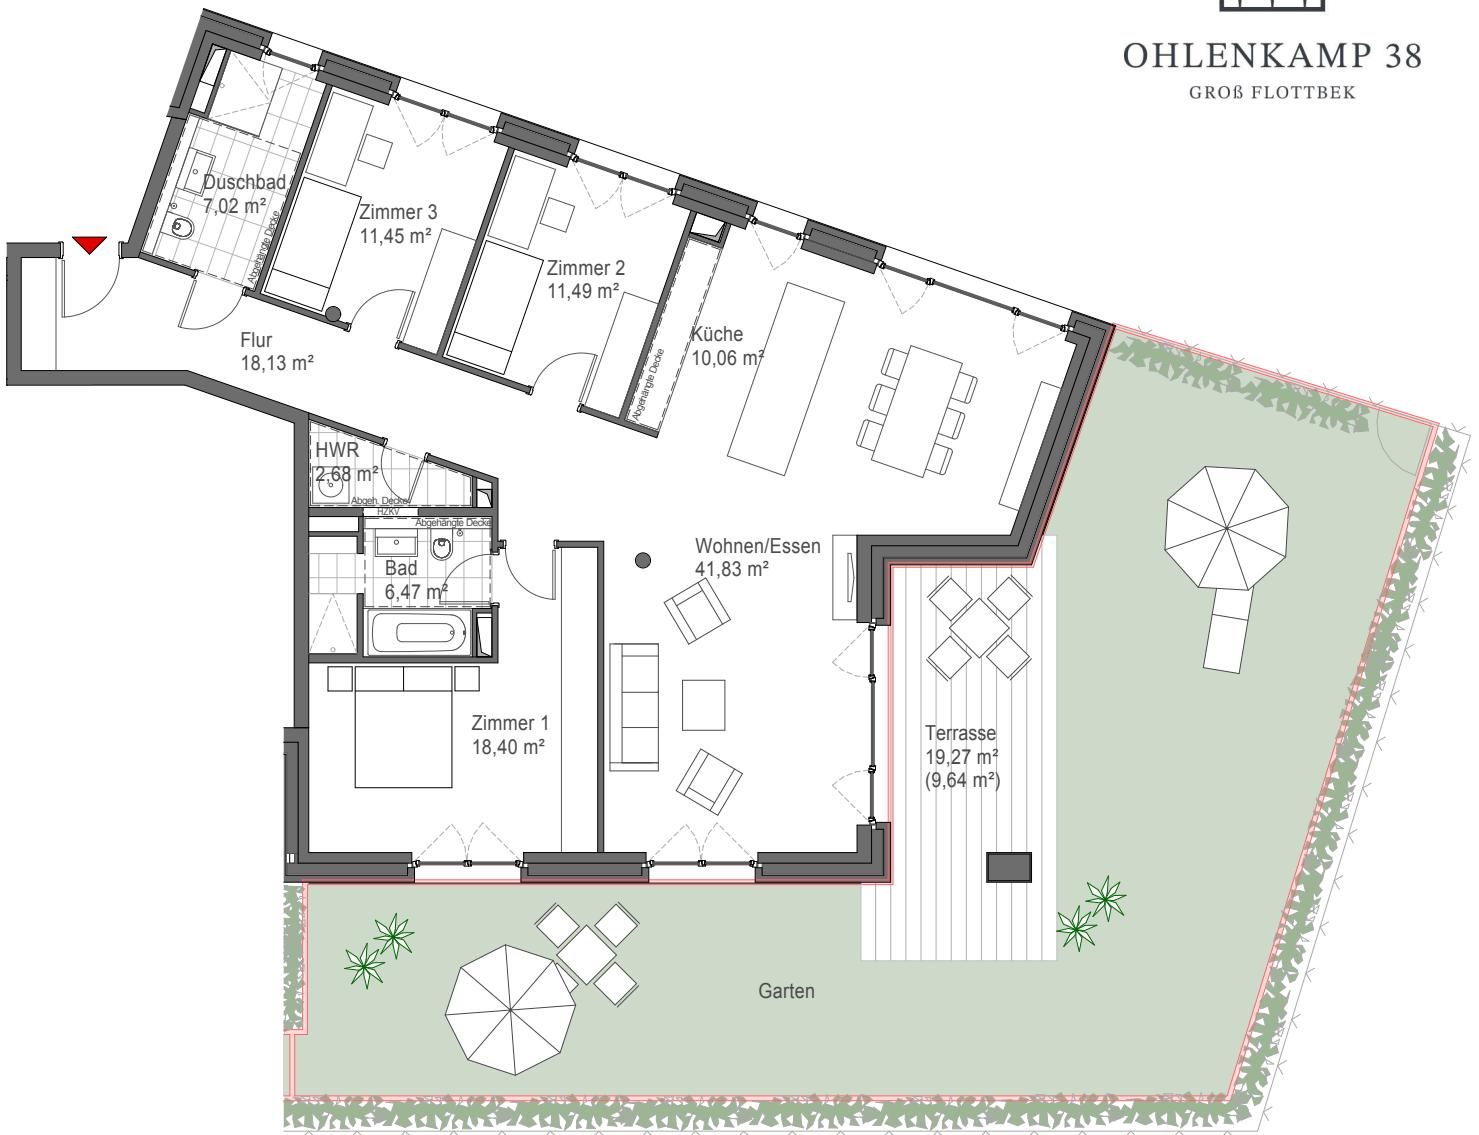 OHLENKAMP 38
GROß FLOTTBEK
Duschbad
7,02 m²
Abgehängte Decke
Zimmer 3
11,45 m²
Zimmer 2
11,49 m²
Küche
10,06 m²
Abgehängte Decke
Flur
18,13 m²
HWR
2,68 m²
Abgeh. Decke
HZKV
Abgehängte Decke
Bad
6,47 m²
Wohnen/Essen
41,83 m²
Zimmer 1
18,40 m²
Terrasse
19,27 m²
(9,64 m²)
Garten